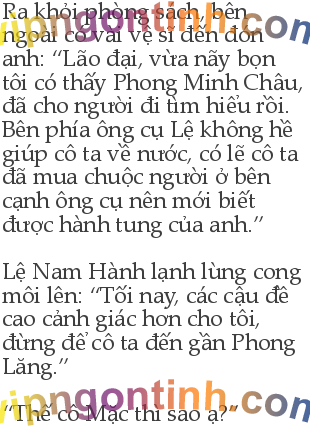 Ra khỏi phòng sách, bên
ngoài có vài vệ sĩ đến đón
anh: “Lão đại, vừa nãy bọn
tôi có thấy Phong Minh Châu,
đã cho người đi tìm hiểu rồi.
Bên phía ông cụ Lệ không hề
giúp cô ta về nước, có lẽ cô ta
đã mua chuộc người ở bên
cạnh ông cụ nên mới biết
được hành tung của anh.”
Lệ Nam Hành lạnh lùng cong
môi lên: “Tối nay, các cậu đề
cao cảnh giác hơn cho tôi,
đừng để cô ta đến gần Phong
Lăng.”
“Thế cô Mặc thì sao ạ?”
vipngontinh.com
vipngontinh.com